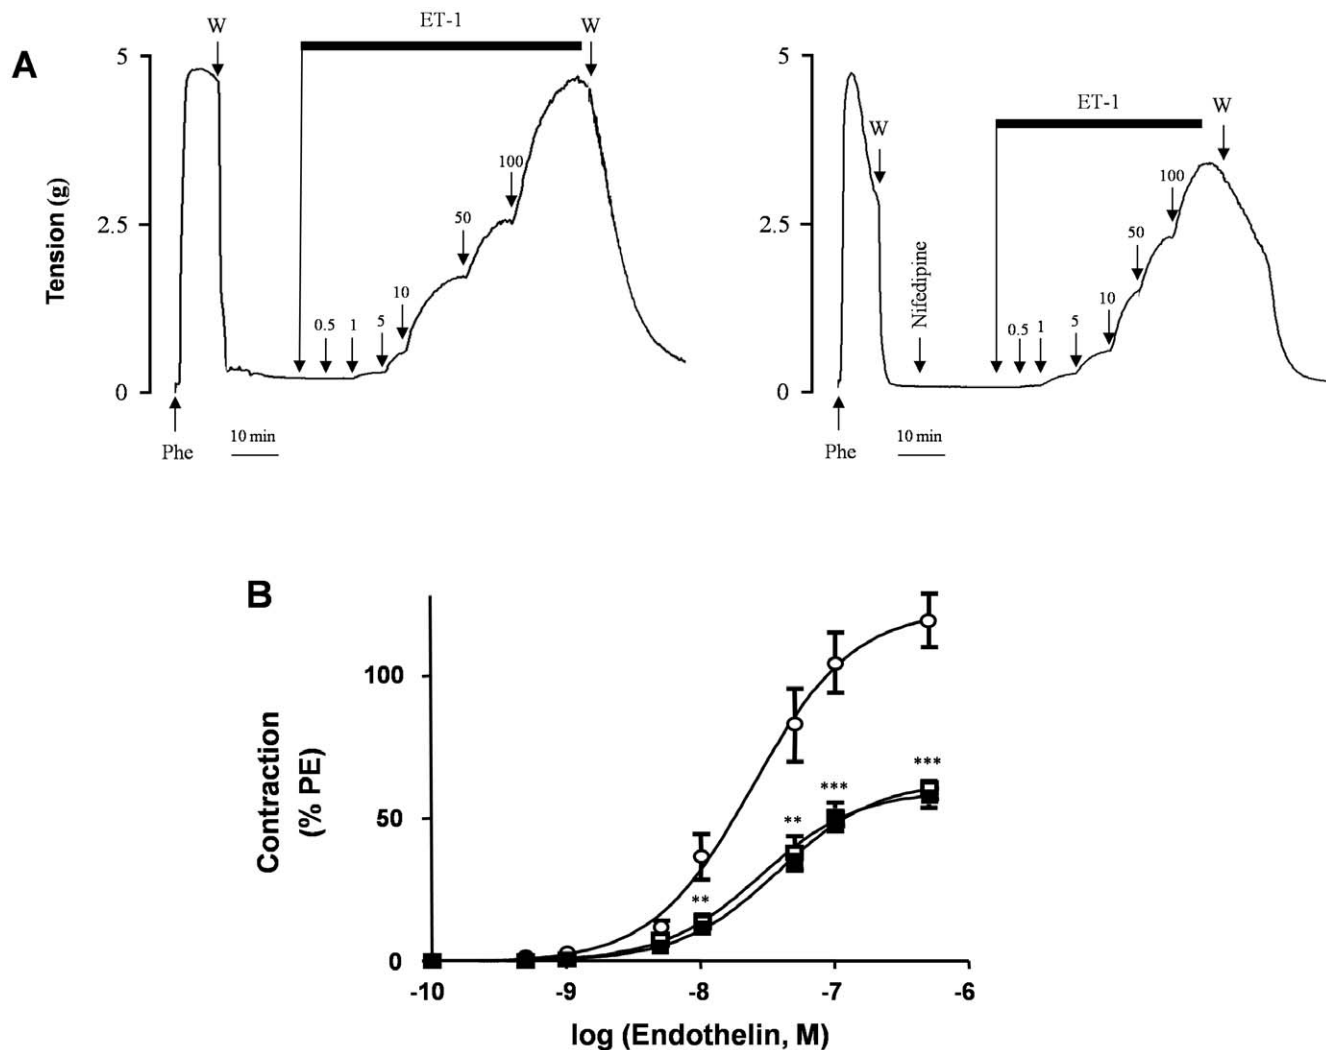 A
Tension (g)
5
2.5
0
W
ET-1
W
0.5
1
5
10
50
100
Phe
10 min
5
2.5
0
W
Nifedipine
ET-1
W
0.5
1
5
10
50
100
Phe
10 min
B
Contraction
(% PE)
100
50
0
**
**
***
***
-10
-9
-8
-7
-6
log (Endothelin, M)